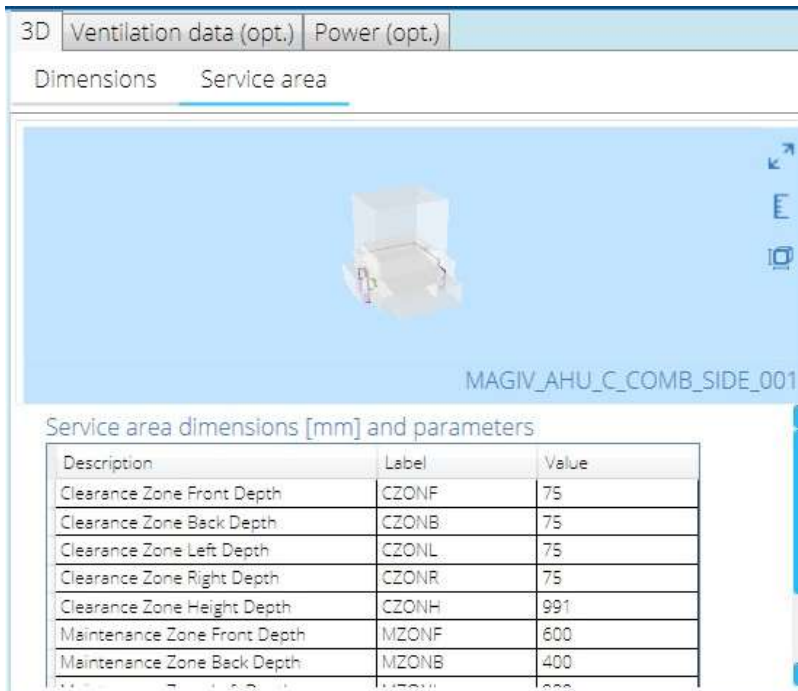 3D Ventilation data (opt.) Power (opt.)
Dimensions Service area
MAGIV_AHU_C_COMB_SIDE_001
Service area dimensions [mm] and parameters
Description Label Value
Clearance Zone Front Depth CZONF 75
Clearance Zone Back Depth CZONB 75
Clearance Zone Left Depth CZONL 75
Clearance Zone Right Depth CZONR 75
Clearance Zone Height Depth CZONH 991
Maintenance Zone Front Depth MZONF 600
Maintenance Zone Back Depth MZONB 400